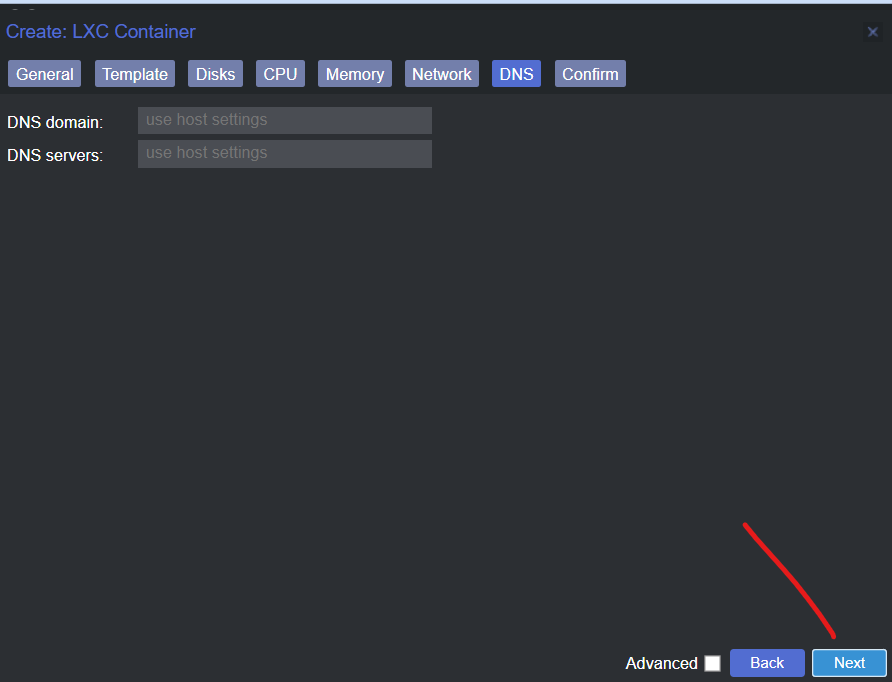 Create: LXC Container
General Template Disks CPU Memory Network DNS Confirm
DNS domain: use host settings
DNS servers: use host settings
Advanced Back Next